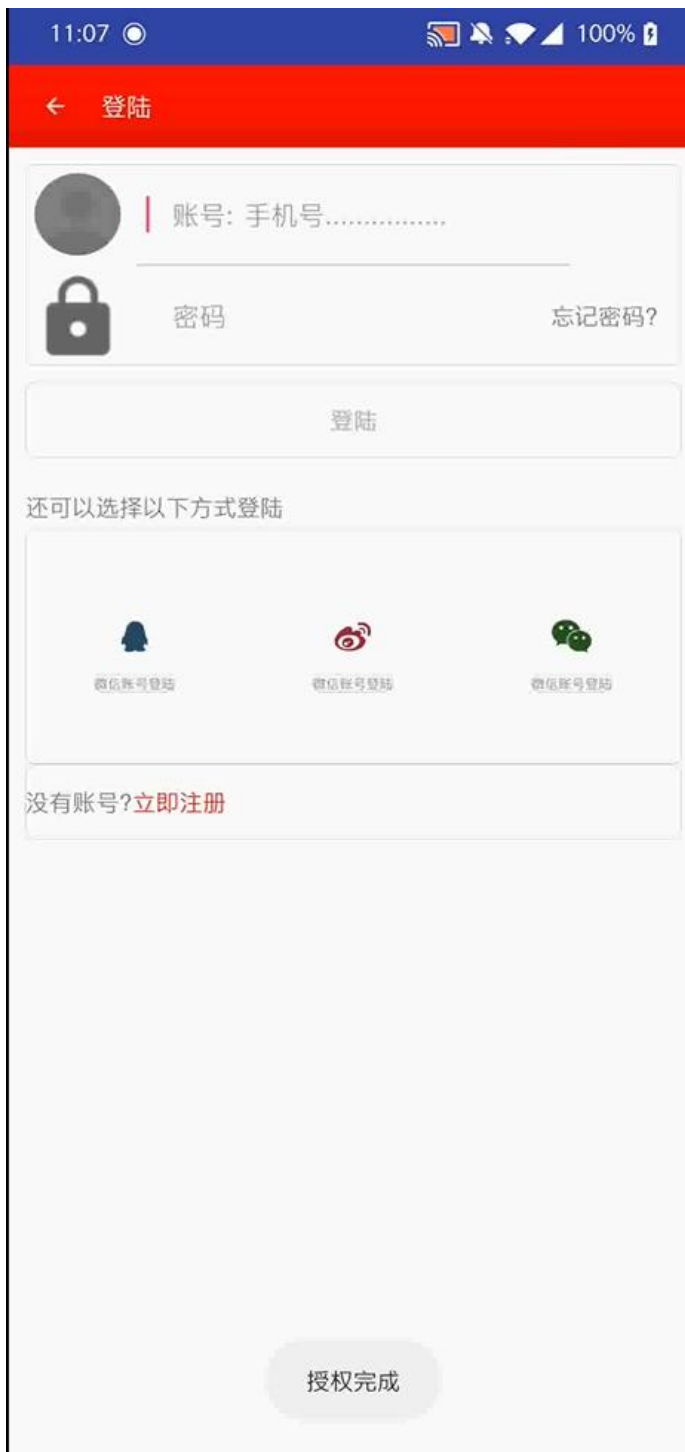 11:07 100%
登陆
账号: 手机号...............
密码 忘记密码?
登陆
还可以选择以下方式登陆
微信账号登陆 微信账号登陆 微信账号登陆
没有账号?立即注册
授权完成